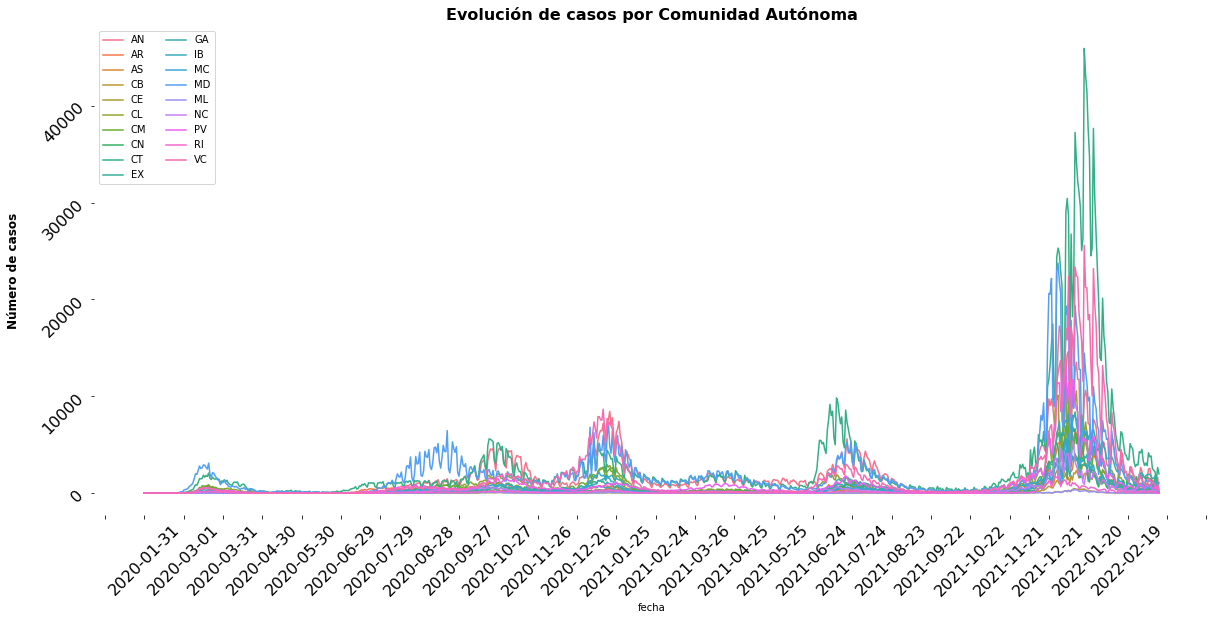 Evolución de casos por Comunidad Autónoma
AN
AR
AS
CB
CE
CL
CM
CN
CT
EX
GA
IB
MC
MD
ML
NC
PV
RI
VC
Número de casos
40000
30000
20000
10000
0
2020-01-31
2020-03-01
2020-03-31
2020-04-30
2020-05-30
2020-06-29
2020-07-29
2020-08-28
2020-09-27
2020-10-27
2020-11-26
2020-12-26
2021-01-25
2021-02-24
2021-03-26
2021-04-25
2021-05-25
2021-06-24
2021-07-24
2021-08-23
2021-09-22
2021-10-22
2021-11-21
2021-12-21
2022-01-20
2022-02-19
fecha